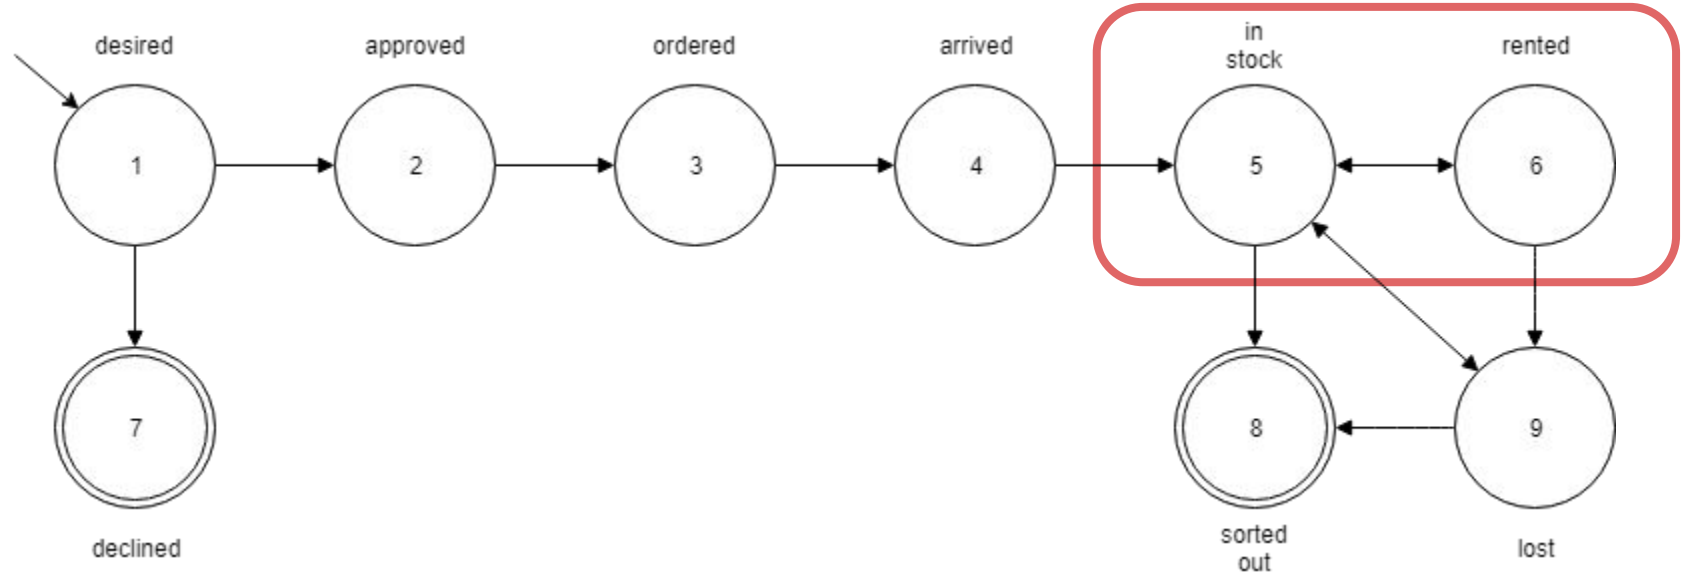 desired
approved
ordered
arrived
in
stock
rented
1
2
3
4
5
6
7
8
9
declined
sorted
out
lost